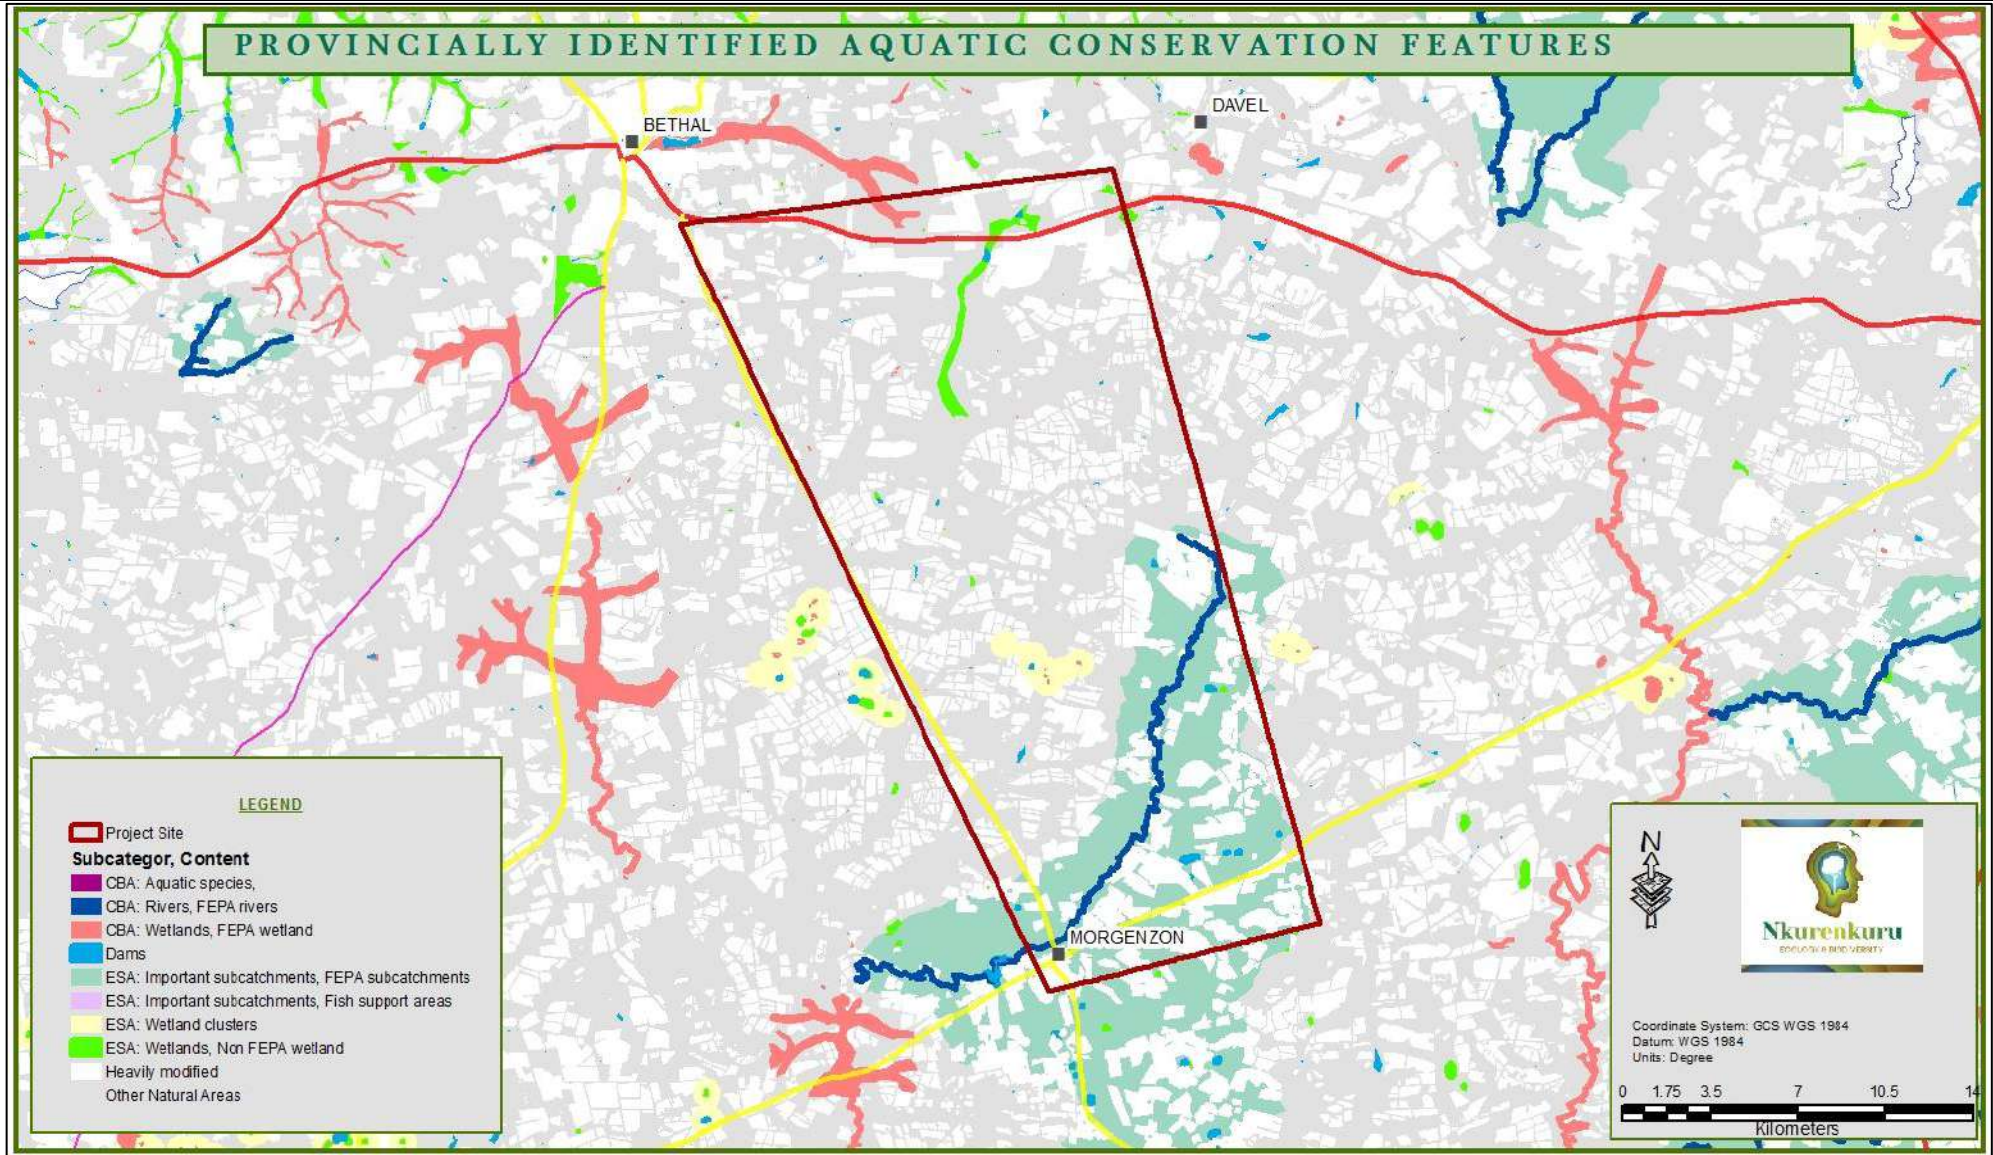 PROVINCIALLY IDENTIFIED AQUATIC CONSERVATION FEATURES
DAVEL
BETHAL
MORGENZON
LEGEND
Project Site
Subcategor, Content
CBA: Aquatic species,
CBA: Rivers, FEPA rivers
CBA: Wetlands, FEPA wetland
Dams
ESA: Important subcatchments, FEPA subcatchments
ESA: Important subcatchments, Fish support areas
ESA: Wetland clusters
ESA: Wetlands, Non FEPA wetland
Heavily modified
Other Natural Areas
N
Nkurenkuru
ECOLOGY & BIODIVERSITY
Coordinate System: GCS WGS 1984
Datum: WGS 1984
Units: Degree
0 1.75 3.5 7 10.5 14
Kilometers